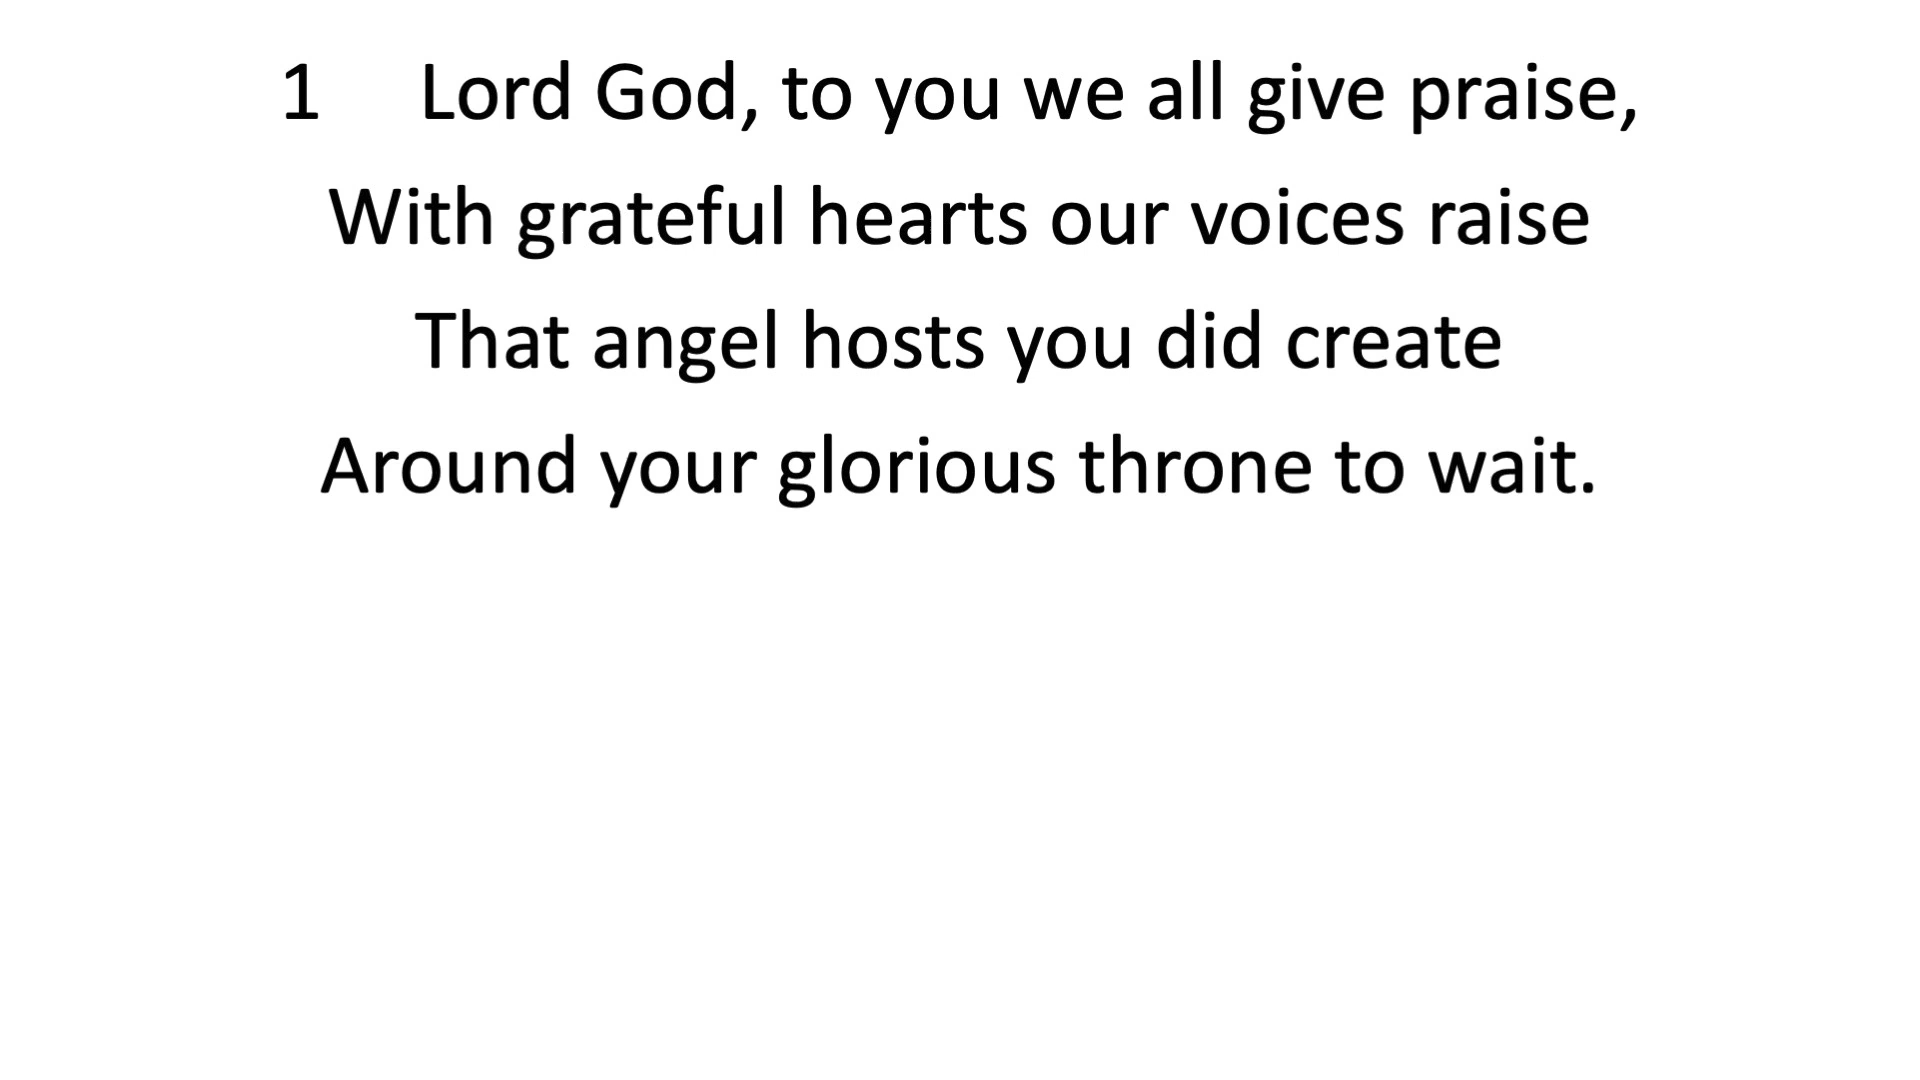 1 Lord God, to you we all give praise,
With grateful hearts our voices raise
That angel hosts you did create
Around your glorious throne to wait.